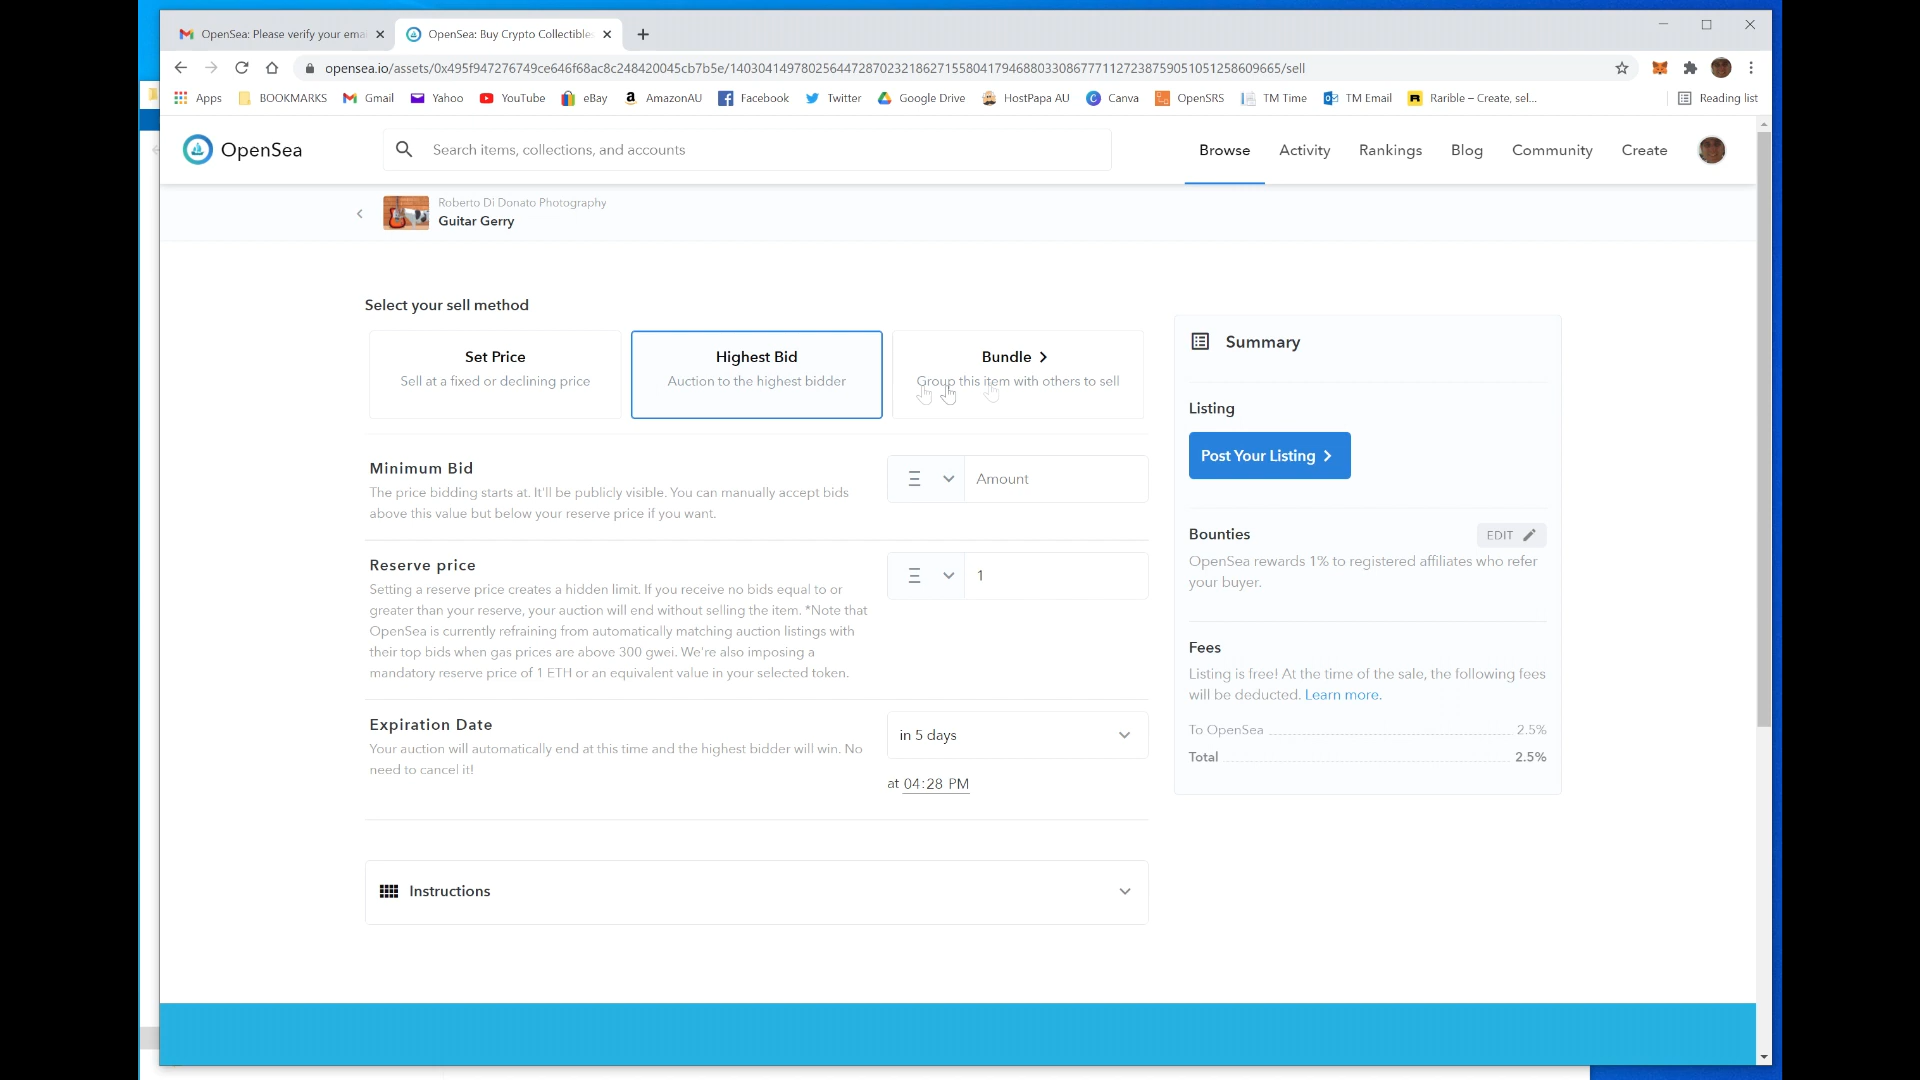 OpenSea: Please verify your ema
OpenSea: Buy Crypto Collectibles
opensea.io/assets/0x495f947276749ce646f68ac8c248420045cb7b5e/14030414978025644728702321862715580417946880330867771127238759051051258609665/sell
Apps BOOKMARKS Gmail Yahoo YouTube eBay AmazonAU Facebook Twitter Google Drive HostPapa AU Canva OpenSRS TM Time TM Email Rarible – Create, sel... Reading list
OpenSea
Search items, collections, and accounts
Browse Activity Rankings Blog Community Create
Roberto Di Donato Photography
Guitar Gerry
Select your sell method
Set Price
Sell at a fixed or declining price
Highest Bid
Auction to the highest bidder
Bundle
Group this item with others to sell
Minimum Bid
The price bidding starts at. It'll be publicly visible. You can manually accept bids
above this value but below your reserve price if you want.
Amount
Reserve price
Setting a reserve price creates a hidden limit. If you receive no bids equal to or
greater than your reserve, your auction will end without selling the item. *Note that
OpenSea is currently refraining from automatically matching auction listings with
their top bids when gas prices are above 300 gwei. We're also imposing a
mandatory reserve price of 1 ETH or an equivalent value in your selected token.
1
Expiration Date
Your auction will automatically end at this time and the highest bidder will win. No
need to cancel it!
in 5 days
at 04:28 PM
Instructions
Summary
Listing
Post Your Listing
Bounties
EDIT
OpenSea rewards 1% to registered affiliates who refer
your buyer.
Fees
Listing is free! At the time of the sale, the following fees
will be deducted. Learn more.
To OpenSea 2.5%
Total 2.5%